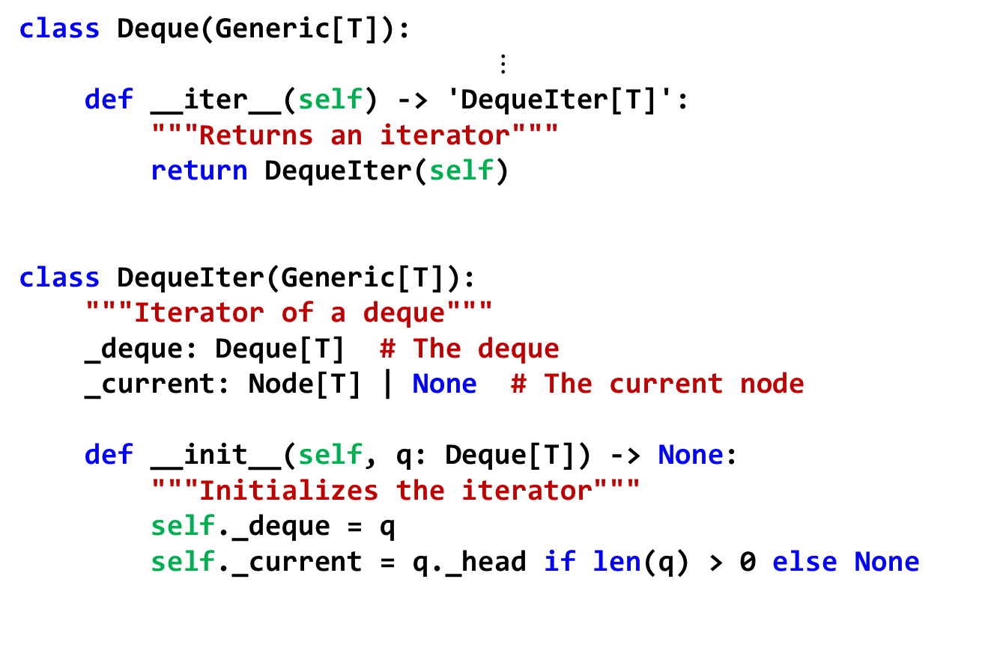 class Deque(Generic[T]):
⋮
    def __iter__(self) -> 'DequeIter[T]':
        """Returns an iterator"""
        return DequeIter(self)
class DequeIter(Generic[T]):
    """Iterator of a deque"""
    _deque: Deque[T]  # The deque
    _current: Node[T] | None  # The current node
    def __init__(self, q: Deque[T]) -> None:
        """Initializes the iterator"""
        self._deque = q
        self._current = q._head if len(q) > 0 else None